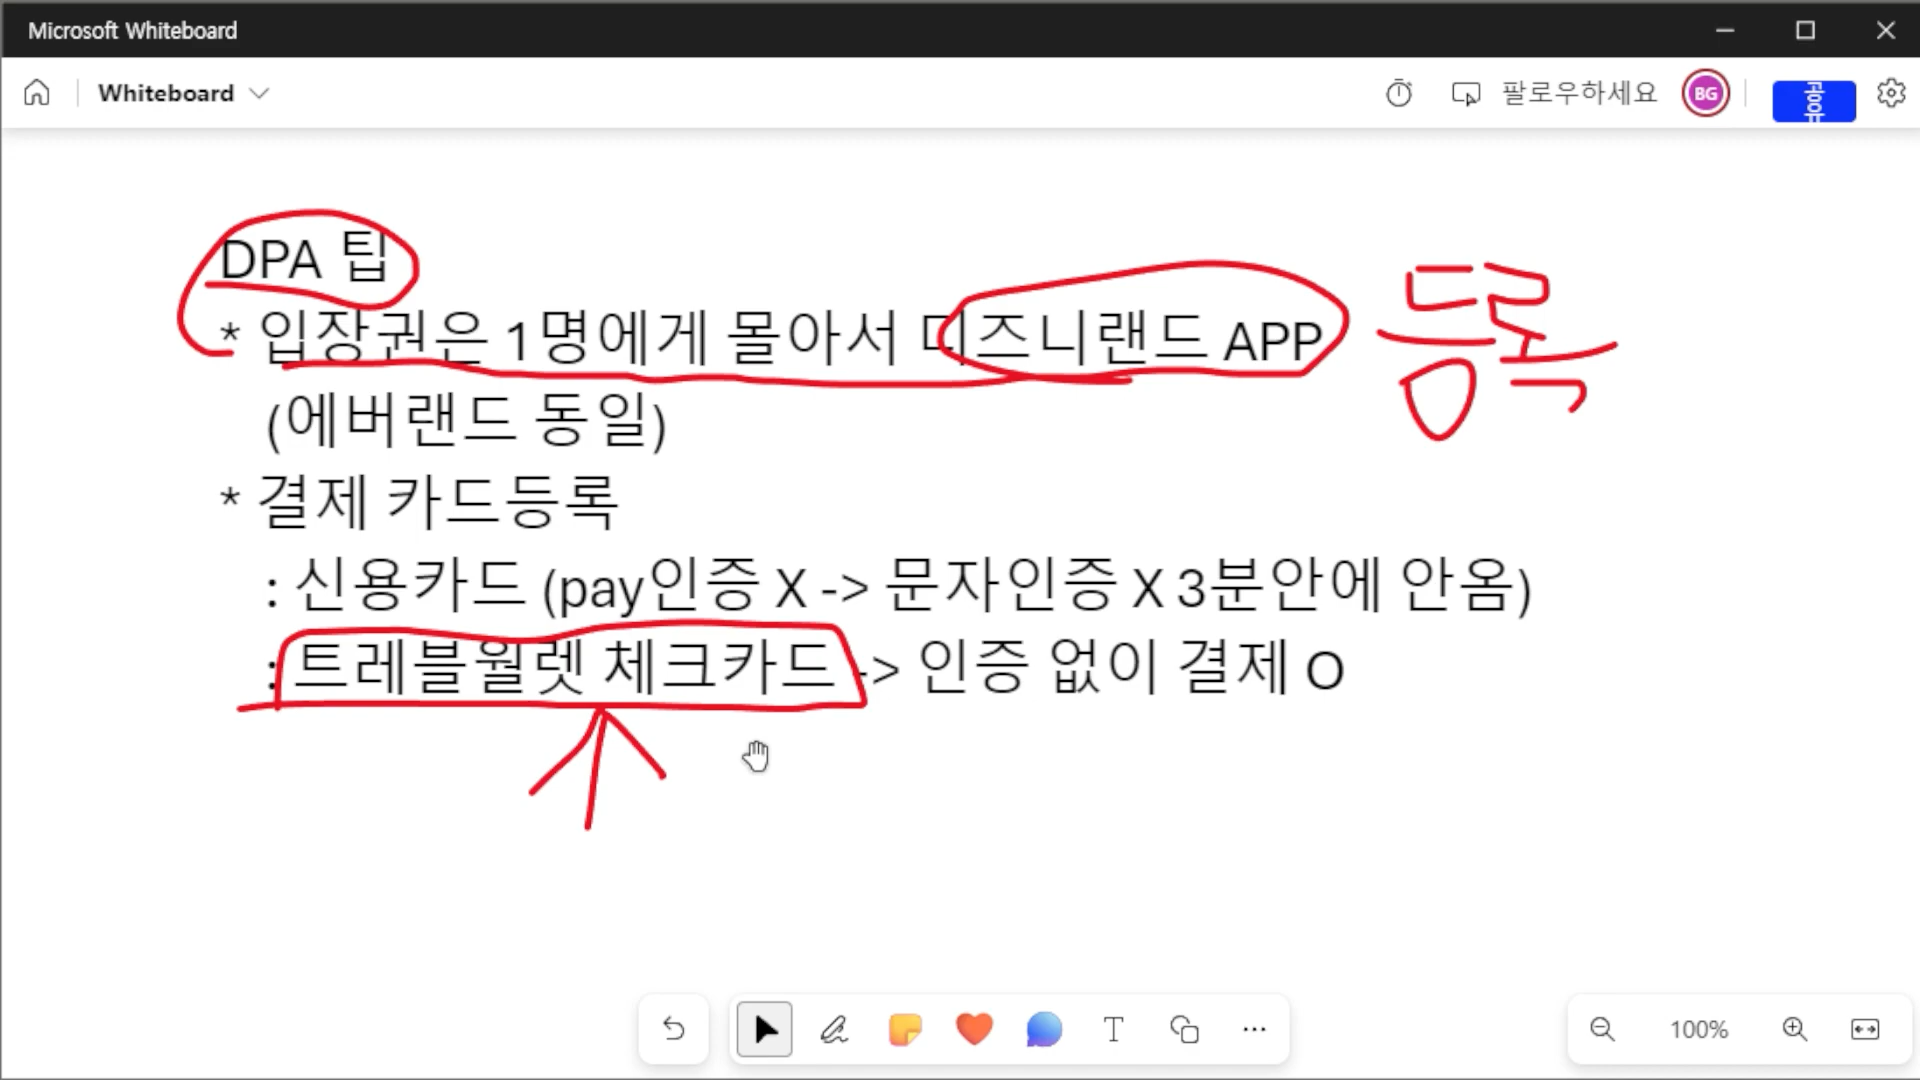 Microsoft Whiteboard
Whiteboard
팔로우하세요
BG
공유
DPA 팁
* 입장권은 1명에게 몰아서 디즈니랜드 APP 등록
(에버랜드 동일)
* 결제 카드등록
: 신용카드 (pay인증 X -> 문자인증 X 3분안에 안옴)
: 트레블월렛 체크카드 -> 인증 없이 결제 O
100%